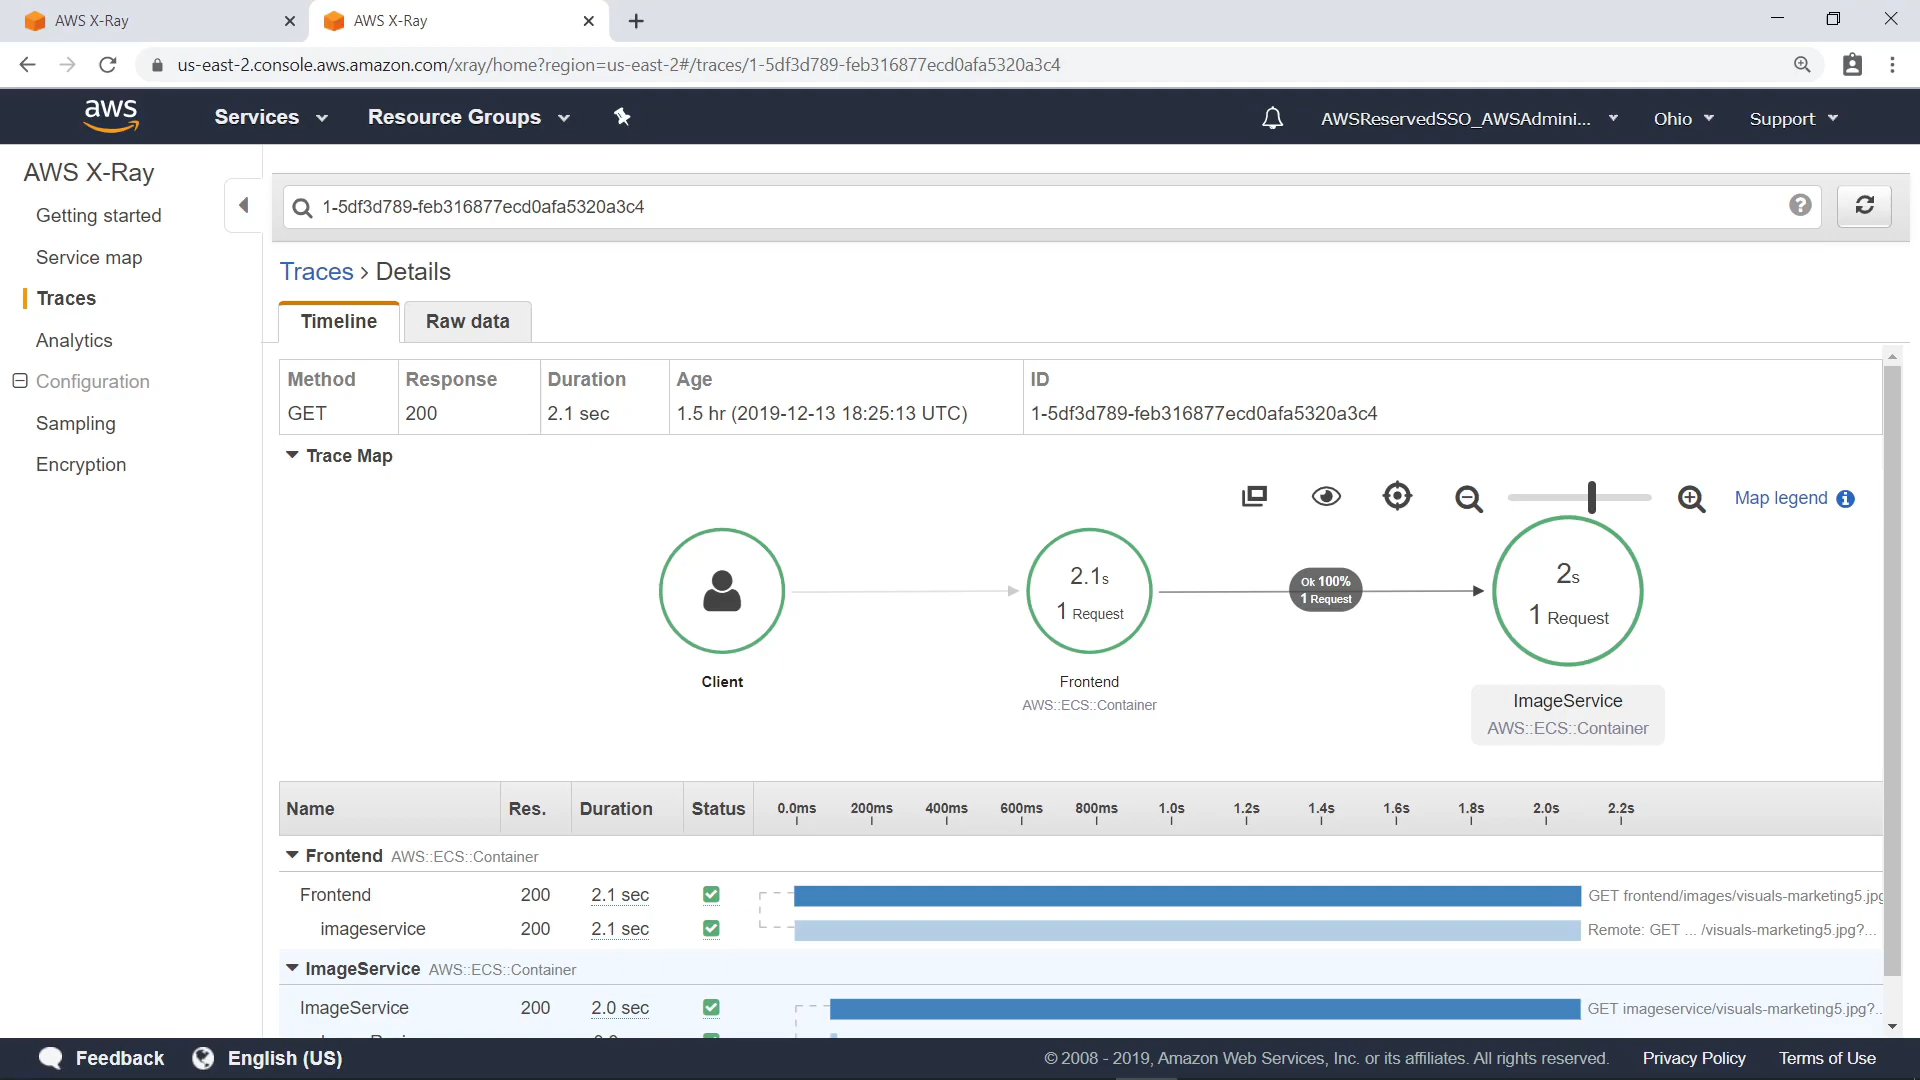 AWS X-Ray
AWS X-Ray
us-east-2.console.aws.amazon.com/xray/home?region=us-east-2#/traces/1-5df3d789-feb316877ecd0afa5320a3c4
aws
Services
Resource Groups
AWSReservedSSO_AWSAdmini...
Ohio
Support
AWS X-Ray
Getting started
Service map
Traces
Analytics
Configuration
Sampling
Encryption
1-5df3d789-feb316877ecd0afa5320a3c4
Traces > Details
Timeline
Raw data
Method Response Duration Age ID
GET 200 2.1 sec 1.5 hr (2019-12-13 18:25:13 UTC) 1-5df3d789-feb316877ecd0afa5320a3c4
Trace Map
Map legend
Client
2.1s
1 Request
Frontend
AWS::ECS::Container
Ok 100%
1 Request
2s
1 Request
ImageService
AWS::ECS::Container
Name Res. Duration Status 0.0ms 200ms 400ms 600ms 800ms 1.0s 1.2s 1.4s 1.6s 1.8s 2.0s 2.2s
Frontend AWS::ECS::Container
Frontend 200 2.1 sec GET frontend/images/visuals-marketing5.jpg
imageservice 200 2.1 sec Remote: GET ... /visuals-marketing5.jpg?...
ImageService AWS::ECS::Container
ImageService 200 2.0 sec GET imageservice/visuals-marketing5.jpg?..
Feedback
English (US)
© 2008 - 2019, Amazon Web Services, Inc. or its affiliates. All rights reserved.
Privacy Policy
Terms of Use